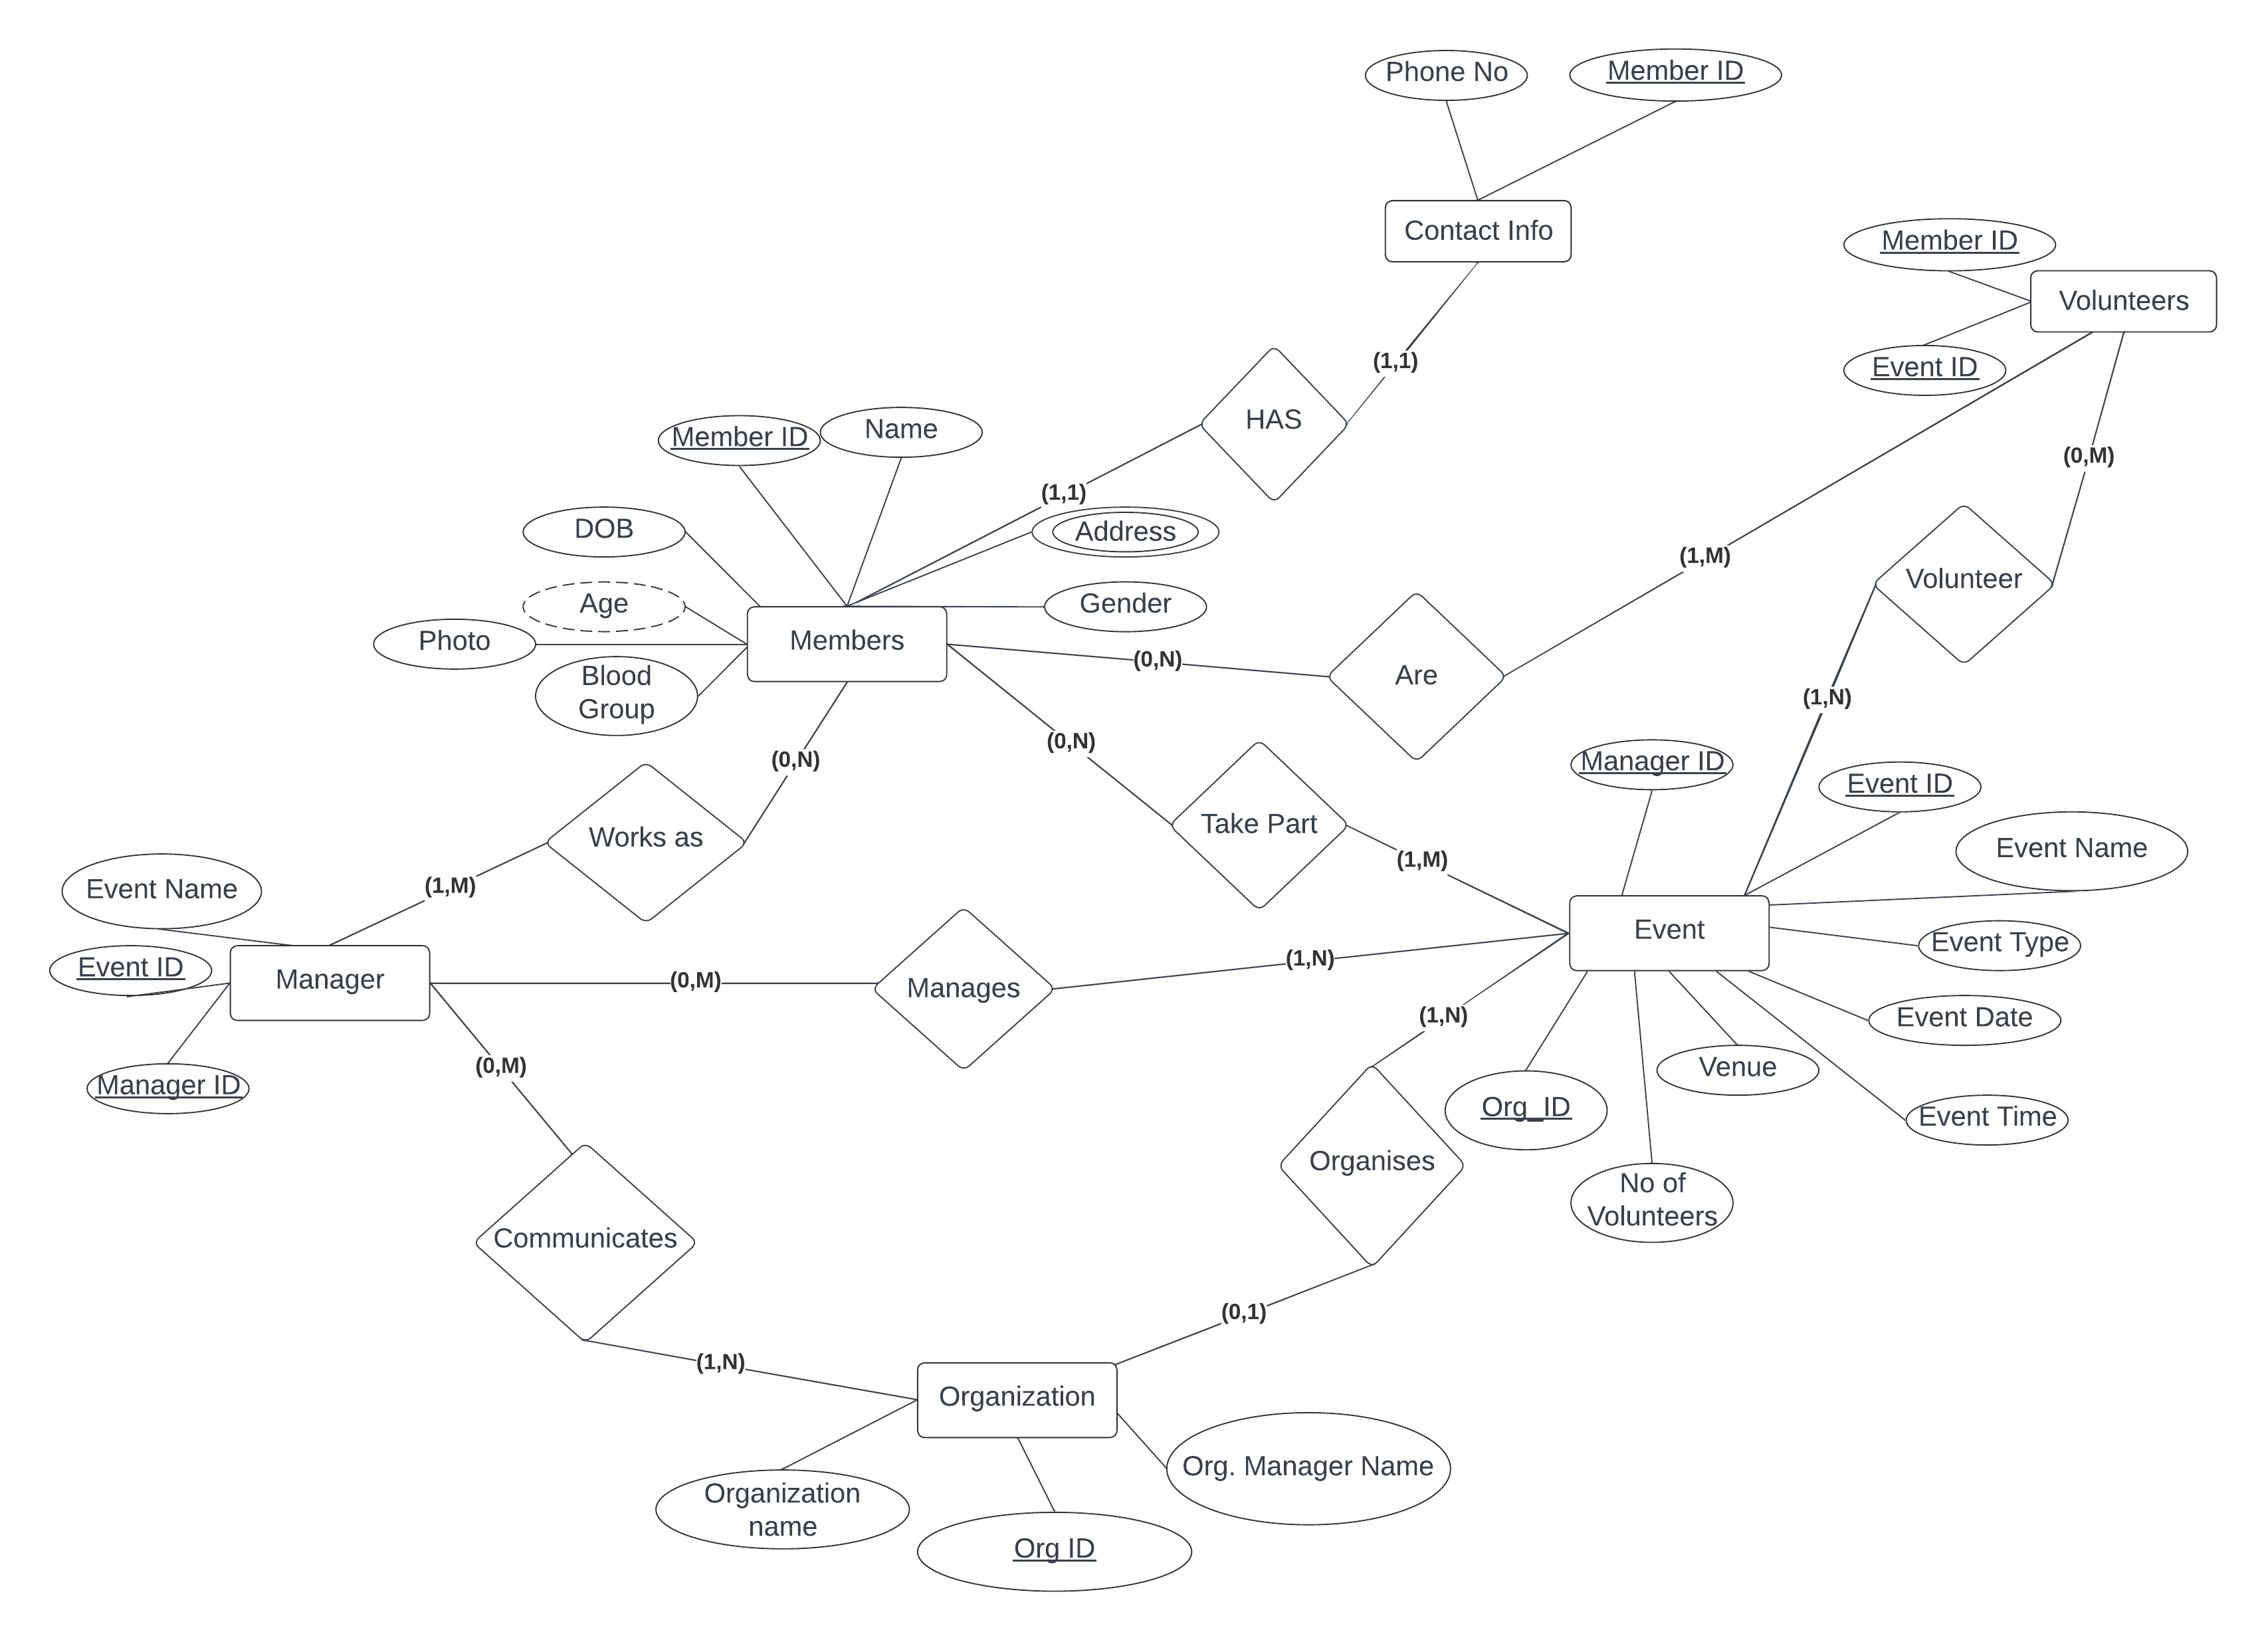 Phone No
Member ID
Contact Info
Member ID
Volunteers
Event ID
(1,1)
HAS
Member ID
Name
(0,M)
(1,1)
DOB
Address
(1,M)
Age
Gender
Volunteer
Photo
Members
Blood
Group
(0,N)
Are
(1,N)
(0,N)
(0,N)
Manager ID
Event ID
Works as
Take Part
Event Name
(1,M)
(1,M)
Event Name
Event
Event Type
Event ID
Manager
(0,M)
Manages
(1,N)
(1,N)
Event Date
(0,M)
Venue
Manager ID
Org_ID
Event Time
Organises
No of
Volunteers
Communicates
(0,1)
(1,N)
Organization
Org. Manager Name
Organization
name
Org ID